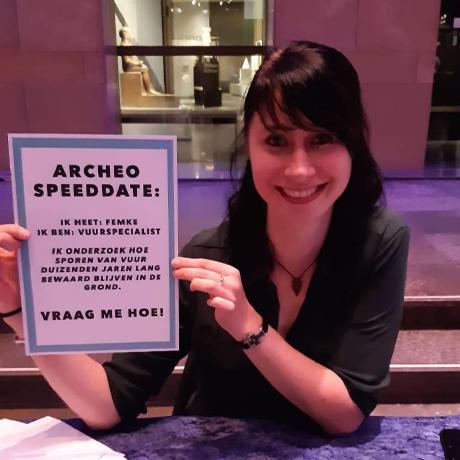 ARCHEO
SPEEDDATE:
IK HEET: FEMKE
IK BEN: VUURSPECIALIST
IK ONDERZOEK HOE
SPOREN VAN VUUR
DUIZENDEN JAREN LANG
BEWAARD BLIJVEN IN DE
GROND.
VRAAG ME HOE!